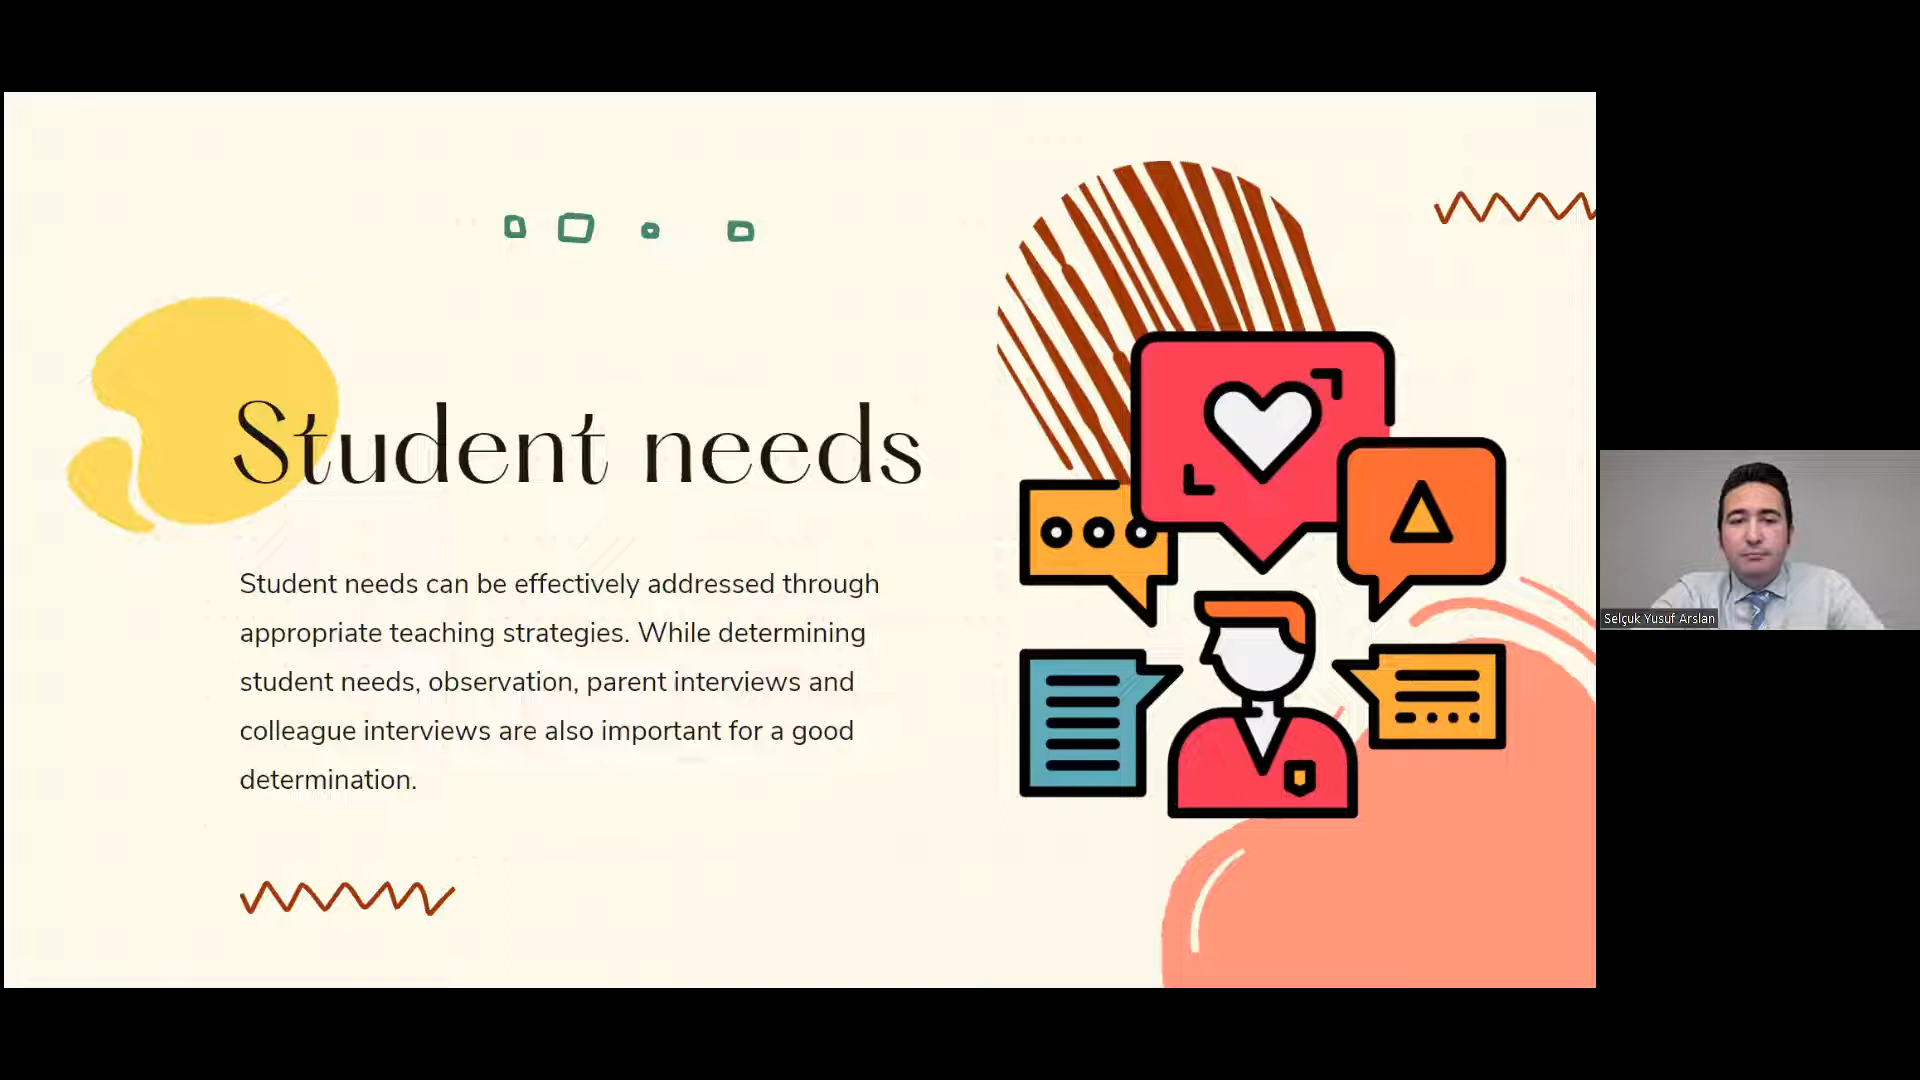 Student needs
Student needs can be effectively addressed through
appropriate teaching strategies. While determining
student needs, observation, parent interviews and
colleague interviews are also important for a good
determination.
Selçuk Yusuf Arslan